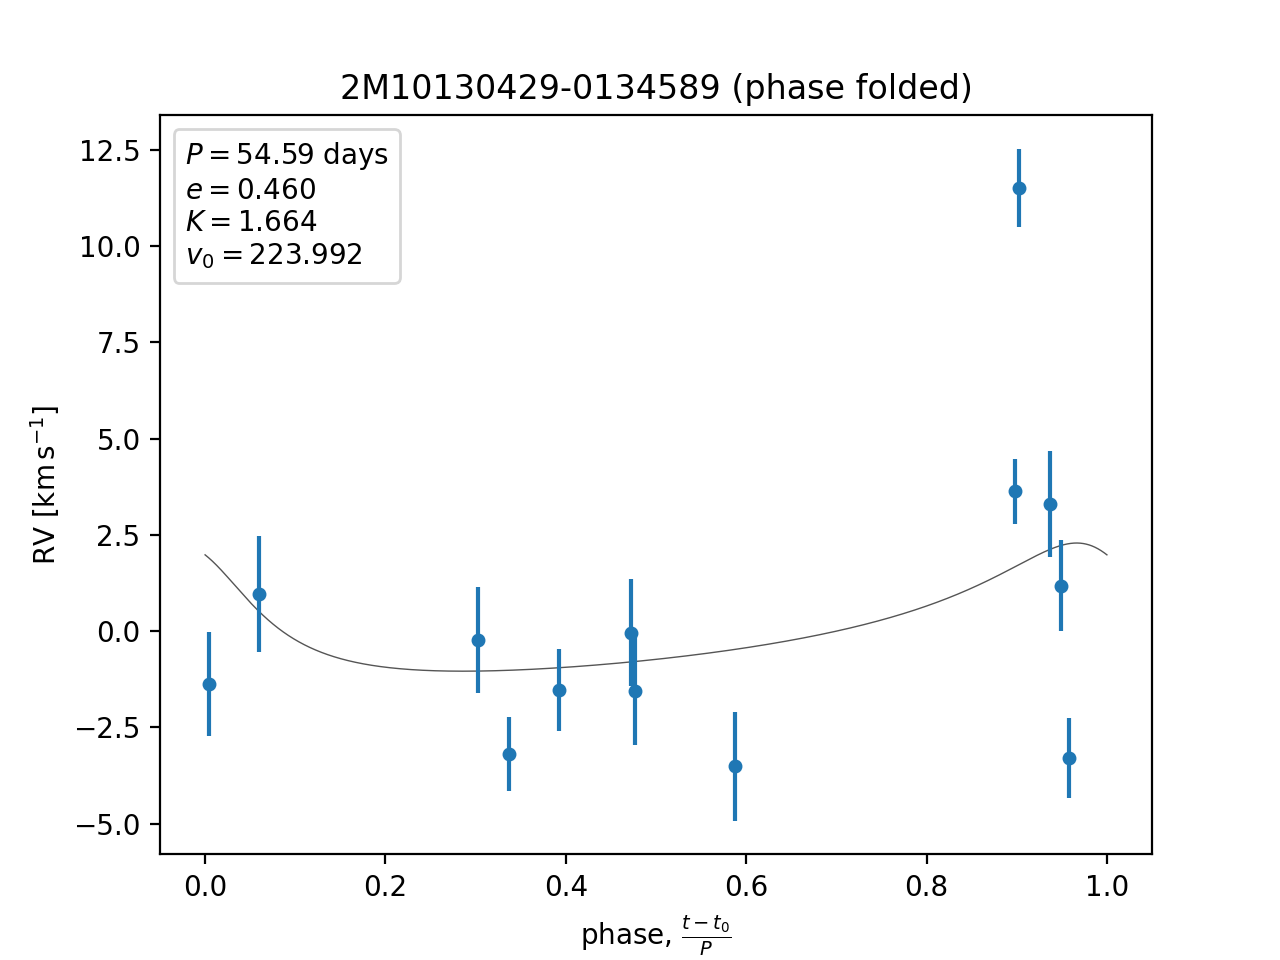 2M10130429-0134589 (phase folded)
P = 54.59 days
e = 0.460
K = 1.664
v₀ = 223.992
12.5
10.0
7.5
5.0
2.5
0.0
−2.5
−5.0
RV [km s⁻¹]
0.0 0.2 0.4 0.6 0.8 1.0
phase, (t − t₀)/P